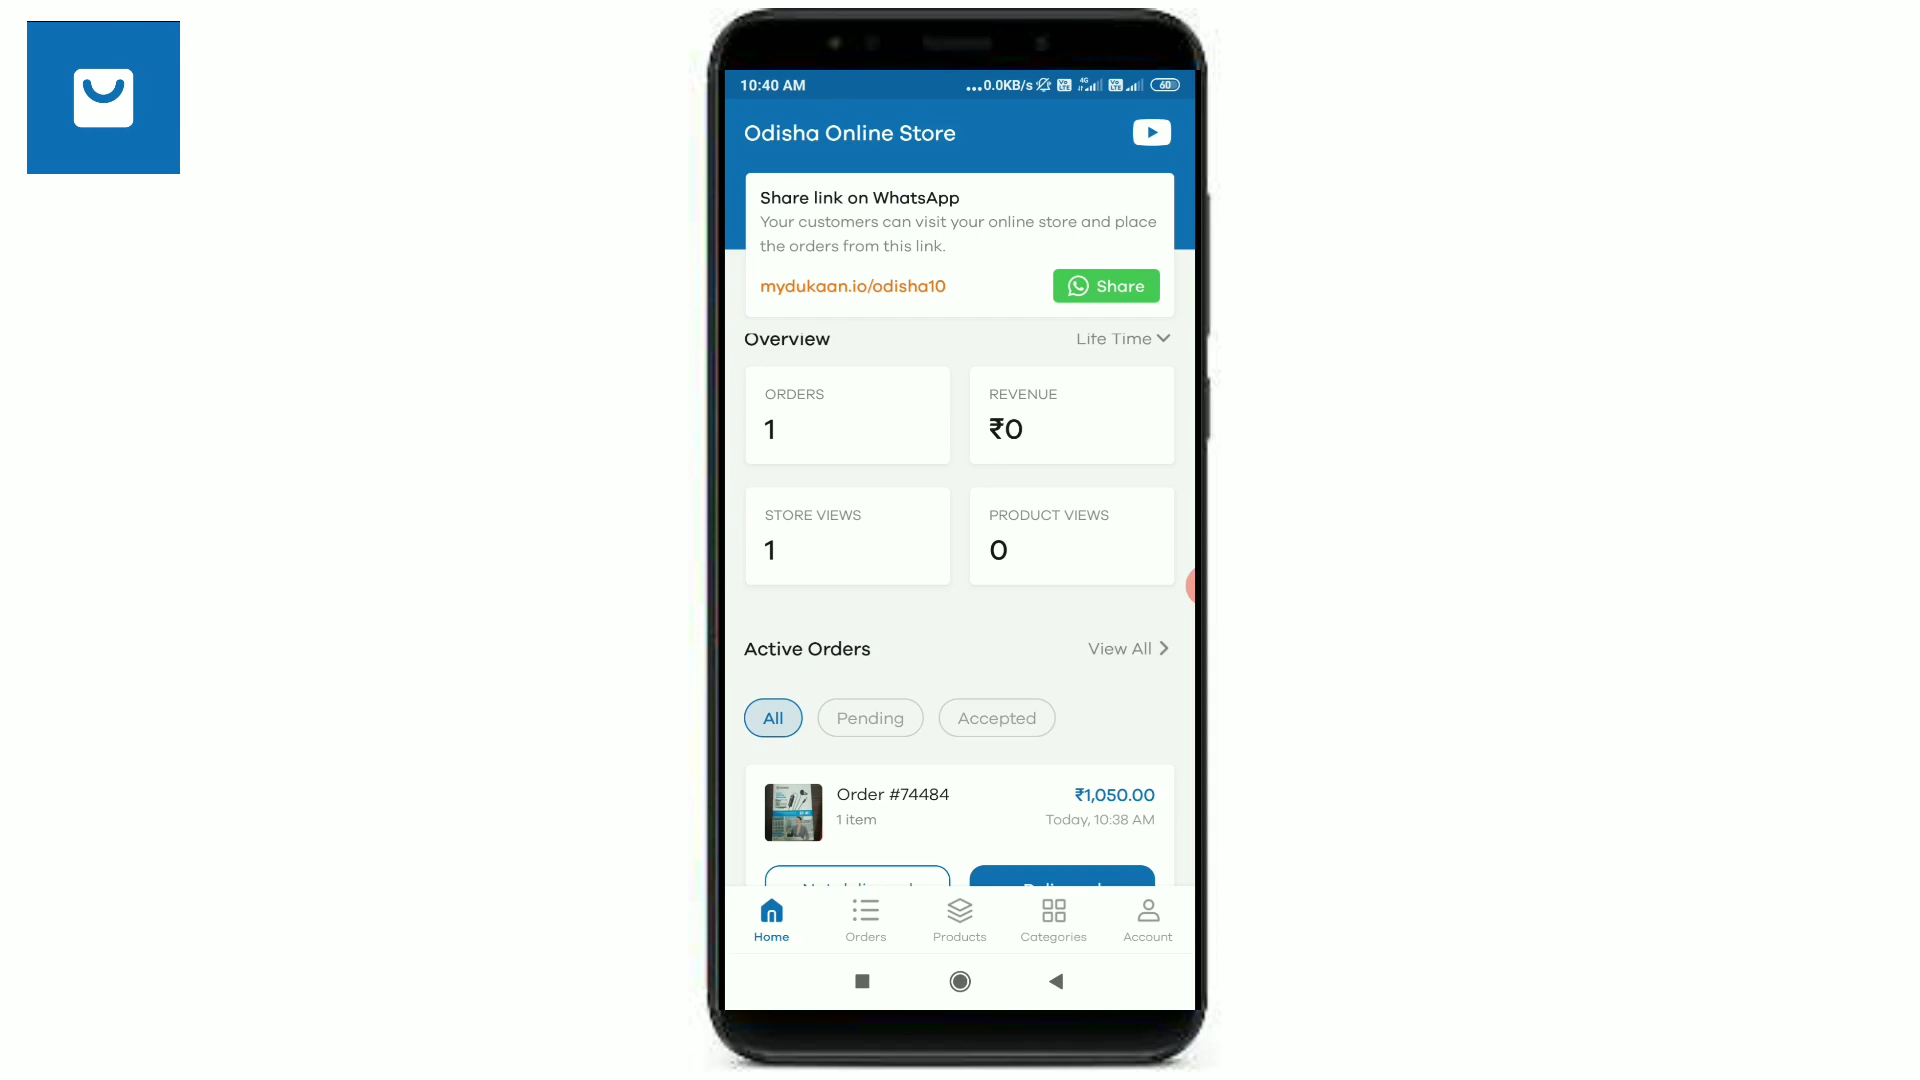 10:40 AM
...0.0KB/s 4G 60
Odisha Online Store
Share link on WhatsApp
Your customers can visit your online store and place
the orders from this link.
mydukaan.io/odisha10
Share
Overview
Life Time
ORDERS
1
REVENUE
₹0
STORE VIEWS
1
PRODUCT VIEWS
0
Active Orders
View All
All
Pending
Accepted
Order #74484
₹1,050.00
1 item
Today, 10:38 AM
Home
Orders
Products
Categories
Account